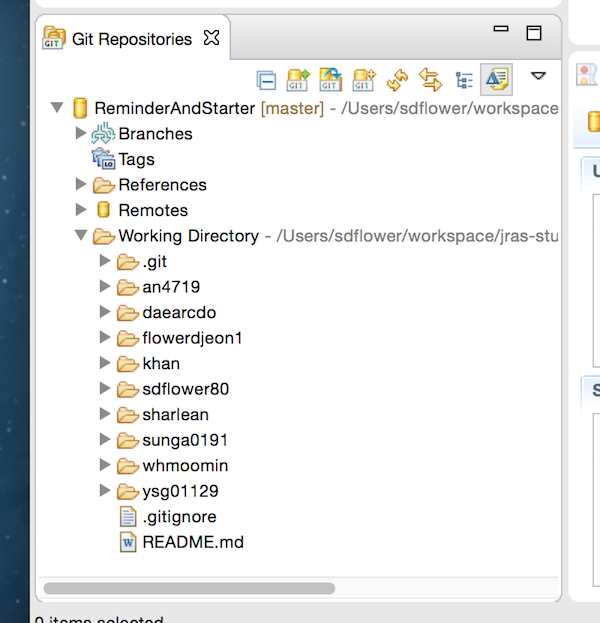 Git Repositories
ReminderAndStarter [master] - /Users/sdflower/workspace
Branches
Tags
References
Remotes
Working Directory - /Users/sdflower/workspace/jras-stu
.git
an4719
daearcdo
flowerdjeon1
khan
sdflower80
sharlean
sunga0191
whmoomin
ysg01129
.gitignore
README.md
0 items selected